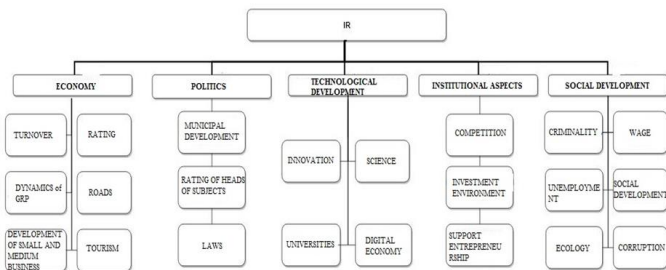 IR
ECONOMY
POLITICS
TECHNOLOGICAL
DEVELOPMENT
INSTITUTIONAL ASPECTS
SOCIAL DEVELOPMENT
TURNOVER
RATING
DYNAMICS of
GRP
ROADS
DEVELOPMENT
OF SMALL AND
MEDIUM
BUSINESS
TOURISM
MUNICIPAL
DEVELOPMENT
RATING OF HEADS
OF SUBJECTS
LAWS
INNOVATION
SCIENCE
UNIVERSITIES
DIGITAL
ECONOMY
COMPETITION
INVESTMENT
ENVIRONMENT
SUPPORT
ENTREPRENEU
RSHIP
CRIMINALITY
WAGE
UNEMPLOYME
NT
SOCIAL
DEVELOPMENT
ECOLOGY
CORRUPTION